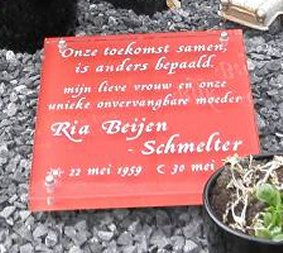 Onze toekomst samen,
is anders bepaald.
mijn lieve vrouw en onze
unieke onvervangbare moeder
Ria Beijen
- Schmelter
* 22 mei 1959 ☾ 30 mei